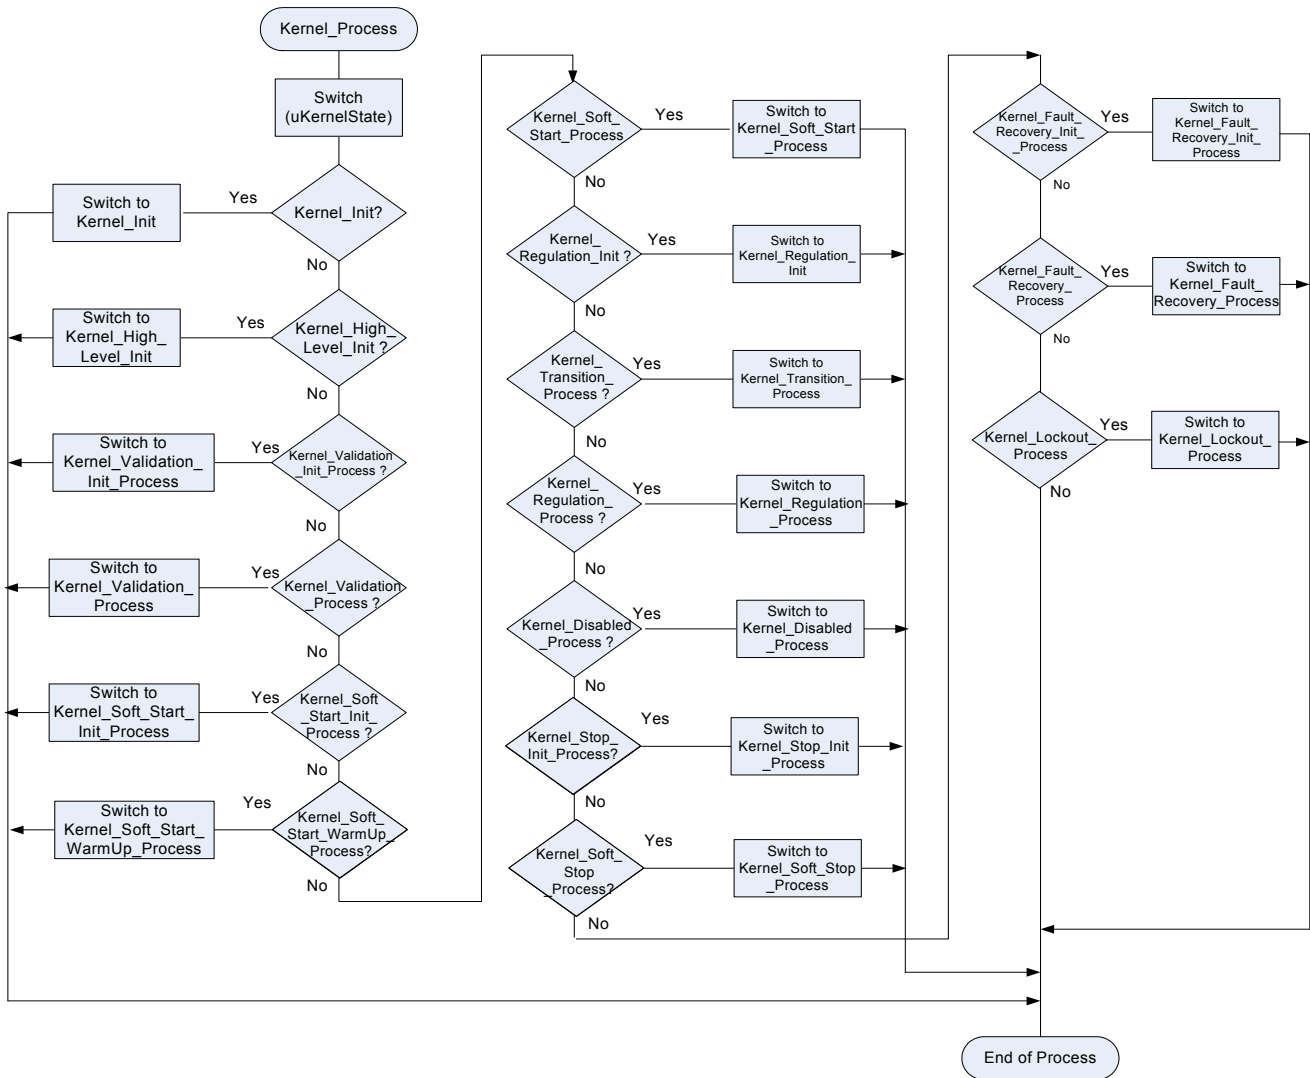 Kernel_Process
Switch
(uKernelState)
Kernel_Init?
Yes
Switch to
Kernel_Init
No
Kernel_High_
Level_Init ?
Yes
Switch to
Kernel_High_
Level_Init
No
Kernel_Validation_
Init_Process ?
Yes
Switch to
Kernel_Validation_
Init_Process
No
Kernel_Validation
_Process ?
Yes
Switch to
Kernel_Validation_
Process
No
Kernel_Soft
_Start_Init_
Process ?
Yes
Switch to
Kernel_Soft_Start_
Init_Process
No
Kernel_Soft_
Start_WarmUp_
Process?
Yes
Switch to
Kernel_Soft_Start_
WarmUp_Process
No
Kernel_Soft_
Start_Process
Yes
Switch to
Kernel_Soft_Start
_Process
No
Kernel_
Regulation_Init ?
Yes
Switch to
Kernel_Regulation_
Init
No
Kernel_
Transition_
Process ?
Yes
Switch to
Kernel_Transition_
Process
No
Kernel_
Regulation_
Process ?
Yes
Switch to
Kernel_Regulation
_Process
No
Kernel_Disabled
_Process ?
Yes
Switch to
Kernel_Disabled
_Process
No
Kernel_Stop_
Init_Process?
Yes
Switch to
Kernel_Stop_Init
_Process
No
Kernel_Soft_
Stop
_Process?
Yes
Switch to
Kernel_Soft_Stop
_Process
No
Kernel_Fault_
Recovery_Init
_Process
Yes
Switch to
Kernel_Fault_
Recovery_Init_
Process
No
Kernel_Fault_
Recovery_
Process
Yes
Switch to
Kernel_Fault_
Recovery_Process
No
Kernel_Lockout_
Process
Yes
Switch to
Kernel_Lockout_
Process
No
End of Process